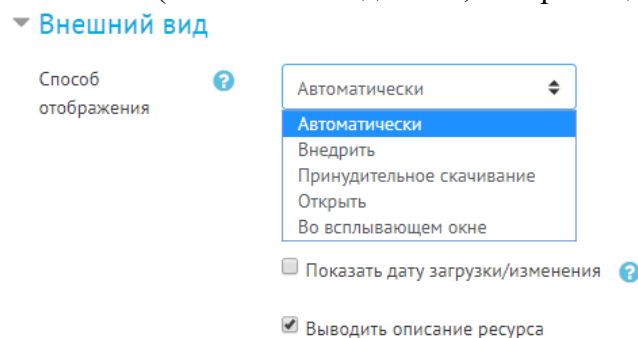 Внешний вид
Способ
отображения
Автоматически
Автоматически
Внедрить
Принудительное скачивание
Открыть
Во всплывающем окне
Показать дату загрузки/изменения
Выводить описание ресурса